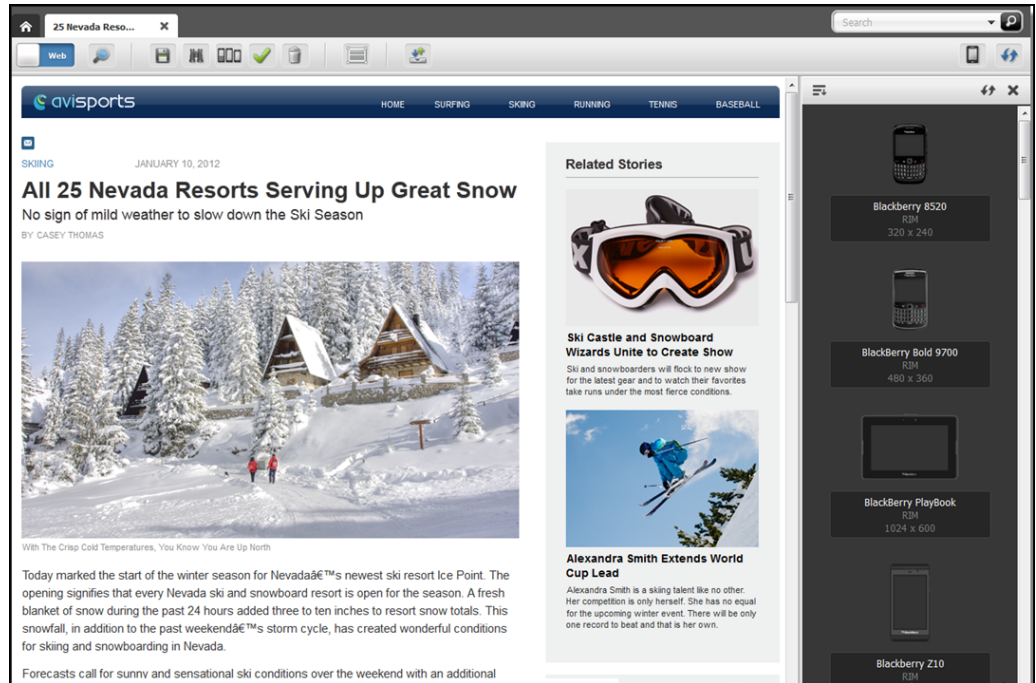 25 Nevada Reso...
Search
Web
avisports
HOME SURFING SKIING RUNNING TENNIS BASEBALL
SKIING JANUARY 10, 2012
All 25 Nevada Resorts Serving Up Great Snow
No sign of mild weather to slow down the Ski Season
BY CASEY THOMAS
With The Crisp Cold Temperatures, You Know You Are Up North
Today marked the start of the winter season for Nevadaâ€™s newest ski resort Ice Point. The
opening signifies that every Nevada ski and snowboard resort is open for the season. A fresh
blanket of snow during the past 24 hours added three to ten inches to resort snow totals. This
snowfall, in addition to the past weekendâ€™s storm cycle, has created wonderful conditions
for skiing and snowboarding in Nevada.
Forecasts call for sunny and sensational ski conditions over the weekend with an additional
Related Stories
Ski Castle and Snowboard
Wizards Unite to Create Show
Ski and snowboarders will flock to new show
for the latest gear and to watch their favorites
take runs under the most fierce conditions.
Alexandra Smith Extends World
Cup Lead
Alexandra Smith is a skiing talent like no other.
Her competition is only herself. She has no equal
for the upcoming winter event. There will be only
one record to beat and that is her own.
Blackberry 8520
RIM
320 x 240
BlackBerry Bold 9700
RIM
480 x 360
BlackBerry PlayBook
RIM
1024 x 600
Blackberry Z10
RIM